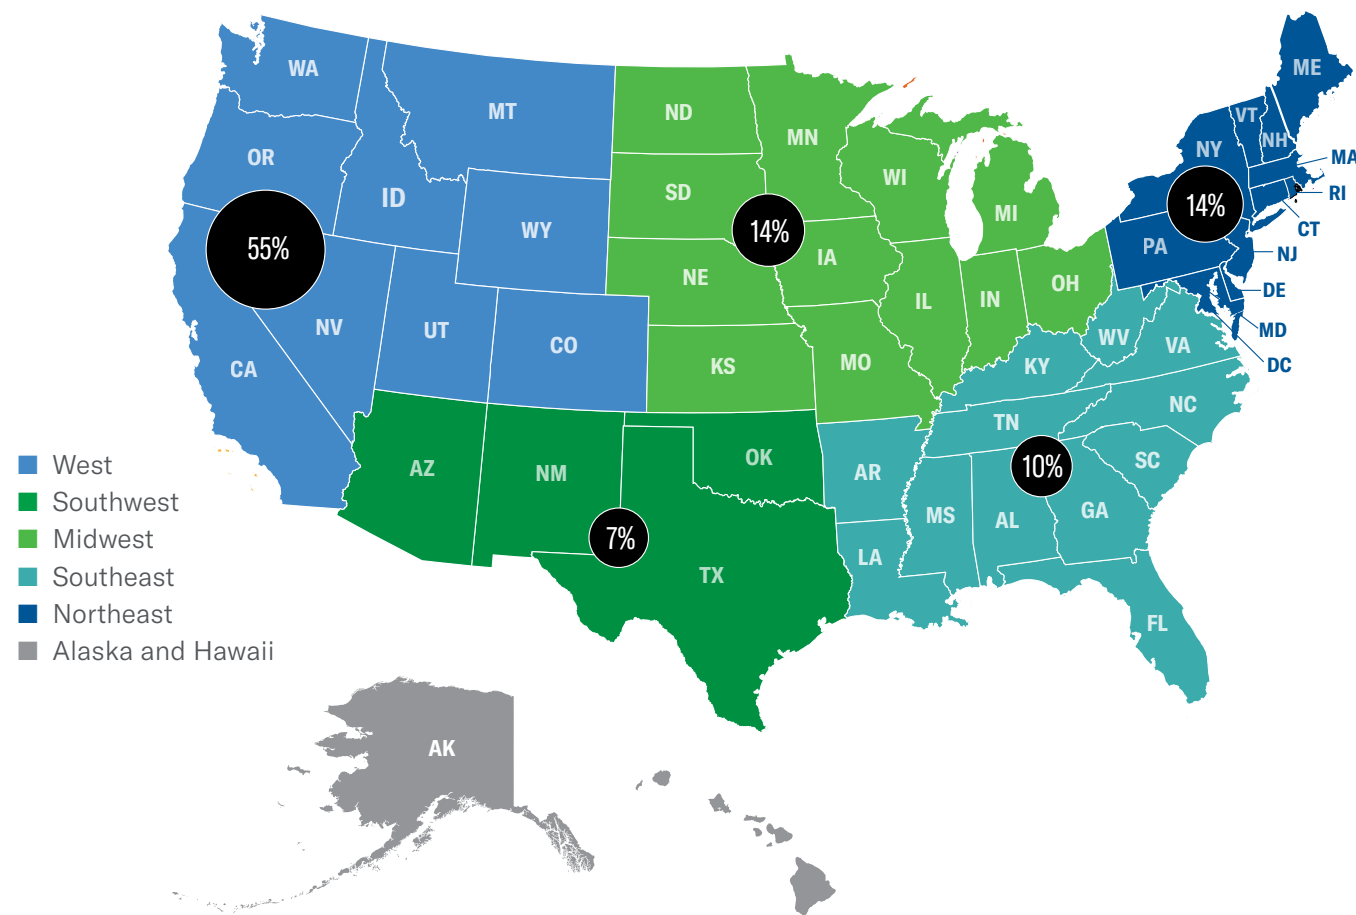 WA
MT
ND
MN
ME
VT
NH
NY
MA
OR
ID
SD
WI
MI
RI
14%
WY
14%
CT
55%
IA
PA
NJ
NE
OH
DE
IL
IN
NV
UT
CO
MD
WV
VA
DC
CA
KS
MO
KY
NC
TN
West
AZ
NM
OK
AR
10%
SC
Southwest
MS
AL
GA
Midwest
7%
LA
TX
Southeast
Northeast
FL
Alaska and Hawaii
AK